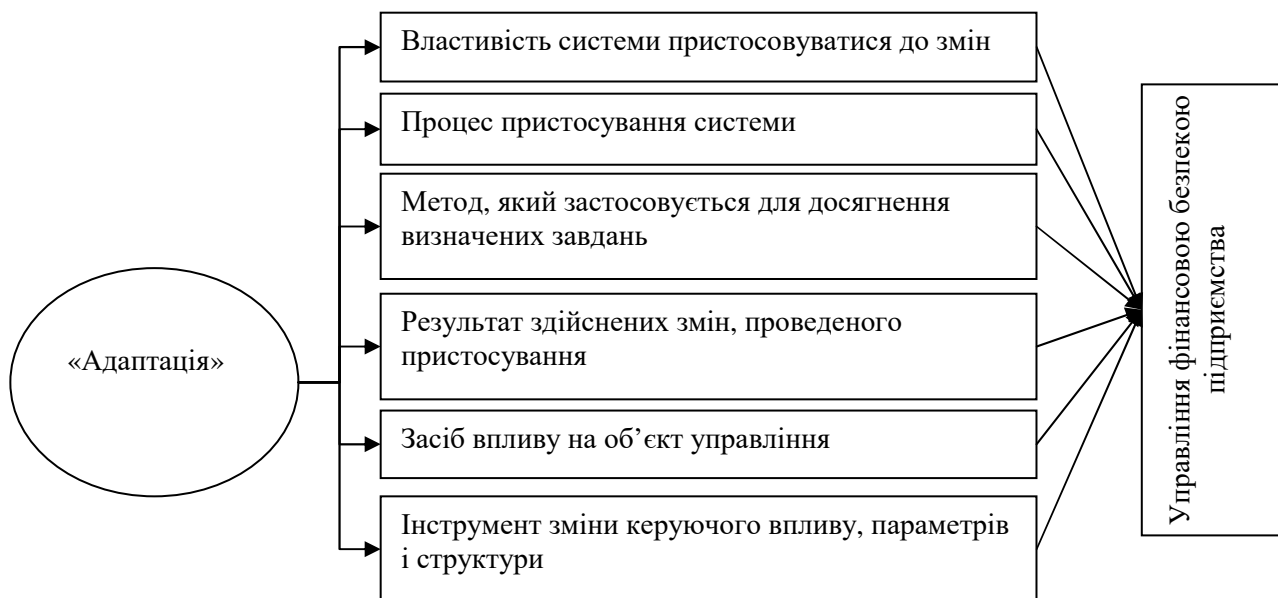 Властивість системи пристосовуватися до змін
Процес пристосування системи
Метод, який застосовується для досягнення
визначених завдань
Результат здійснених змін, проведеного
пристосування
«Адаптація»
Засіб впливу на об’єкт управління
Інструмент зміни керуючого впливу, параметрів
і структури
Управління фінансовою безпекою
підприємства